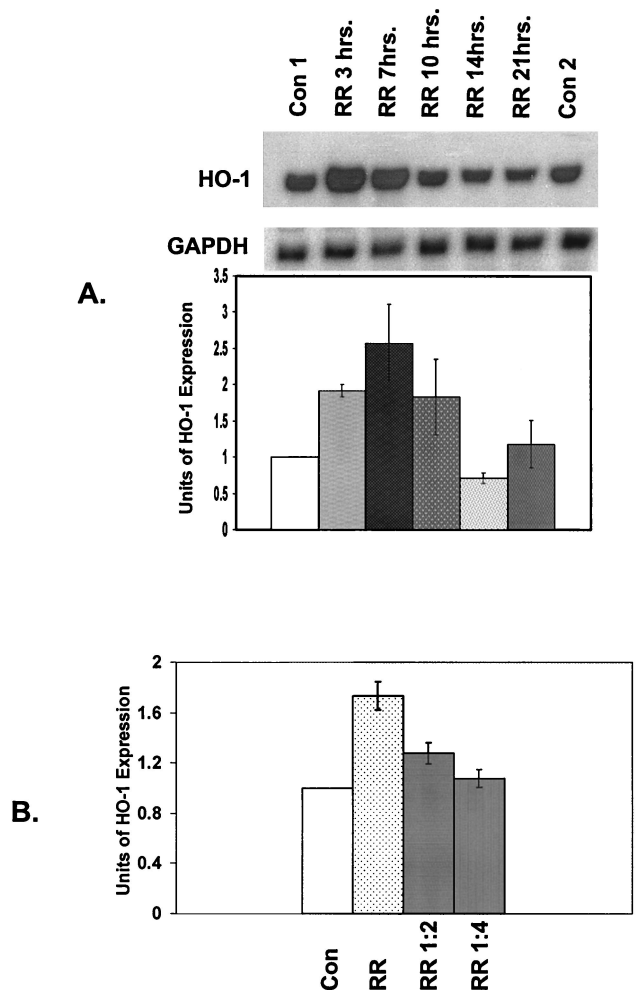 Con 1
RR 3 hrs.
RR 7hrs.
RR 10 hrs.
RR 14hrs.
RR 21hrs.
Con 2
HO-1
GAPDH
A.
Units of HO-1 Expression
3.5
3
2.5
2
1.5
1
0.5
0
B.
Units of HO-1 Expression
2
1.6
1.2
0.8
0.4
0
Con
RR
RR 1:2
RR 1:4